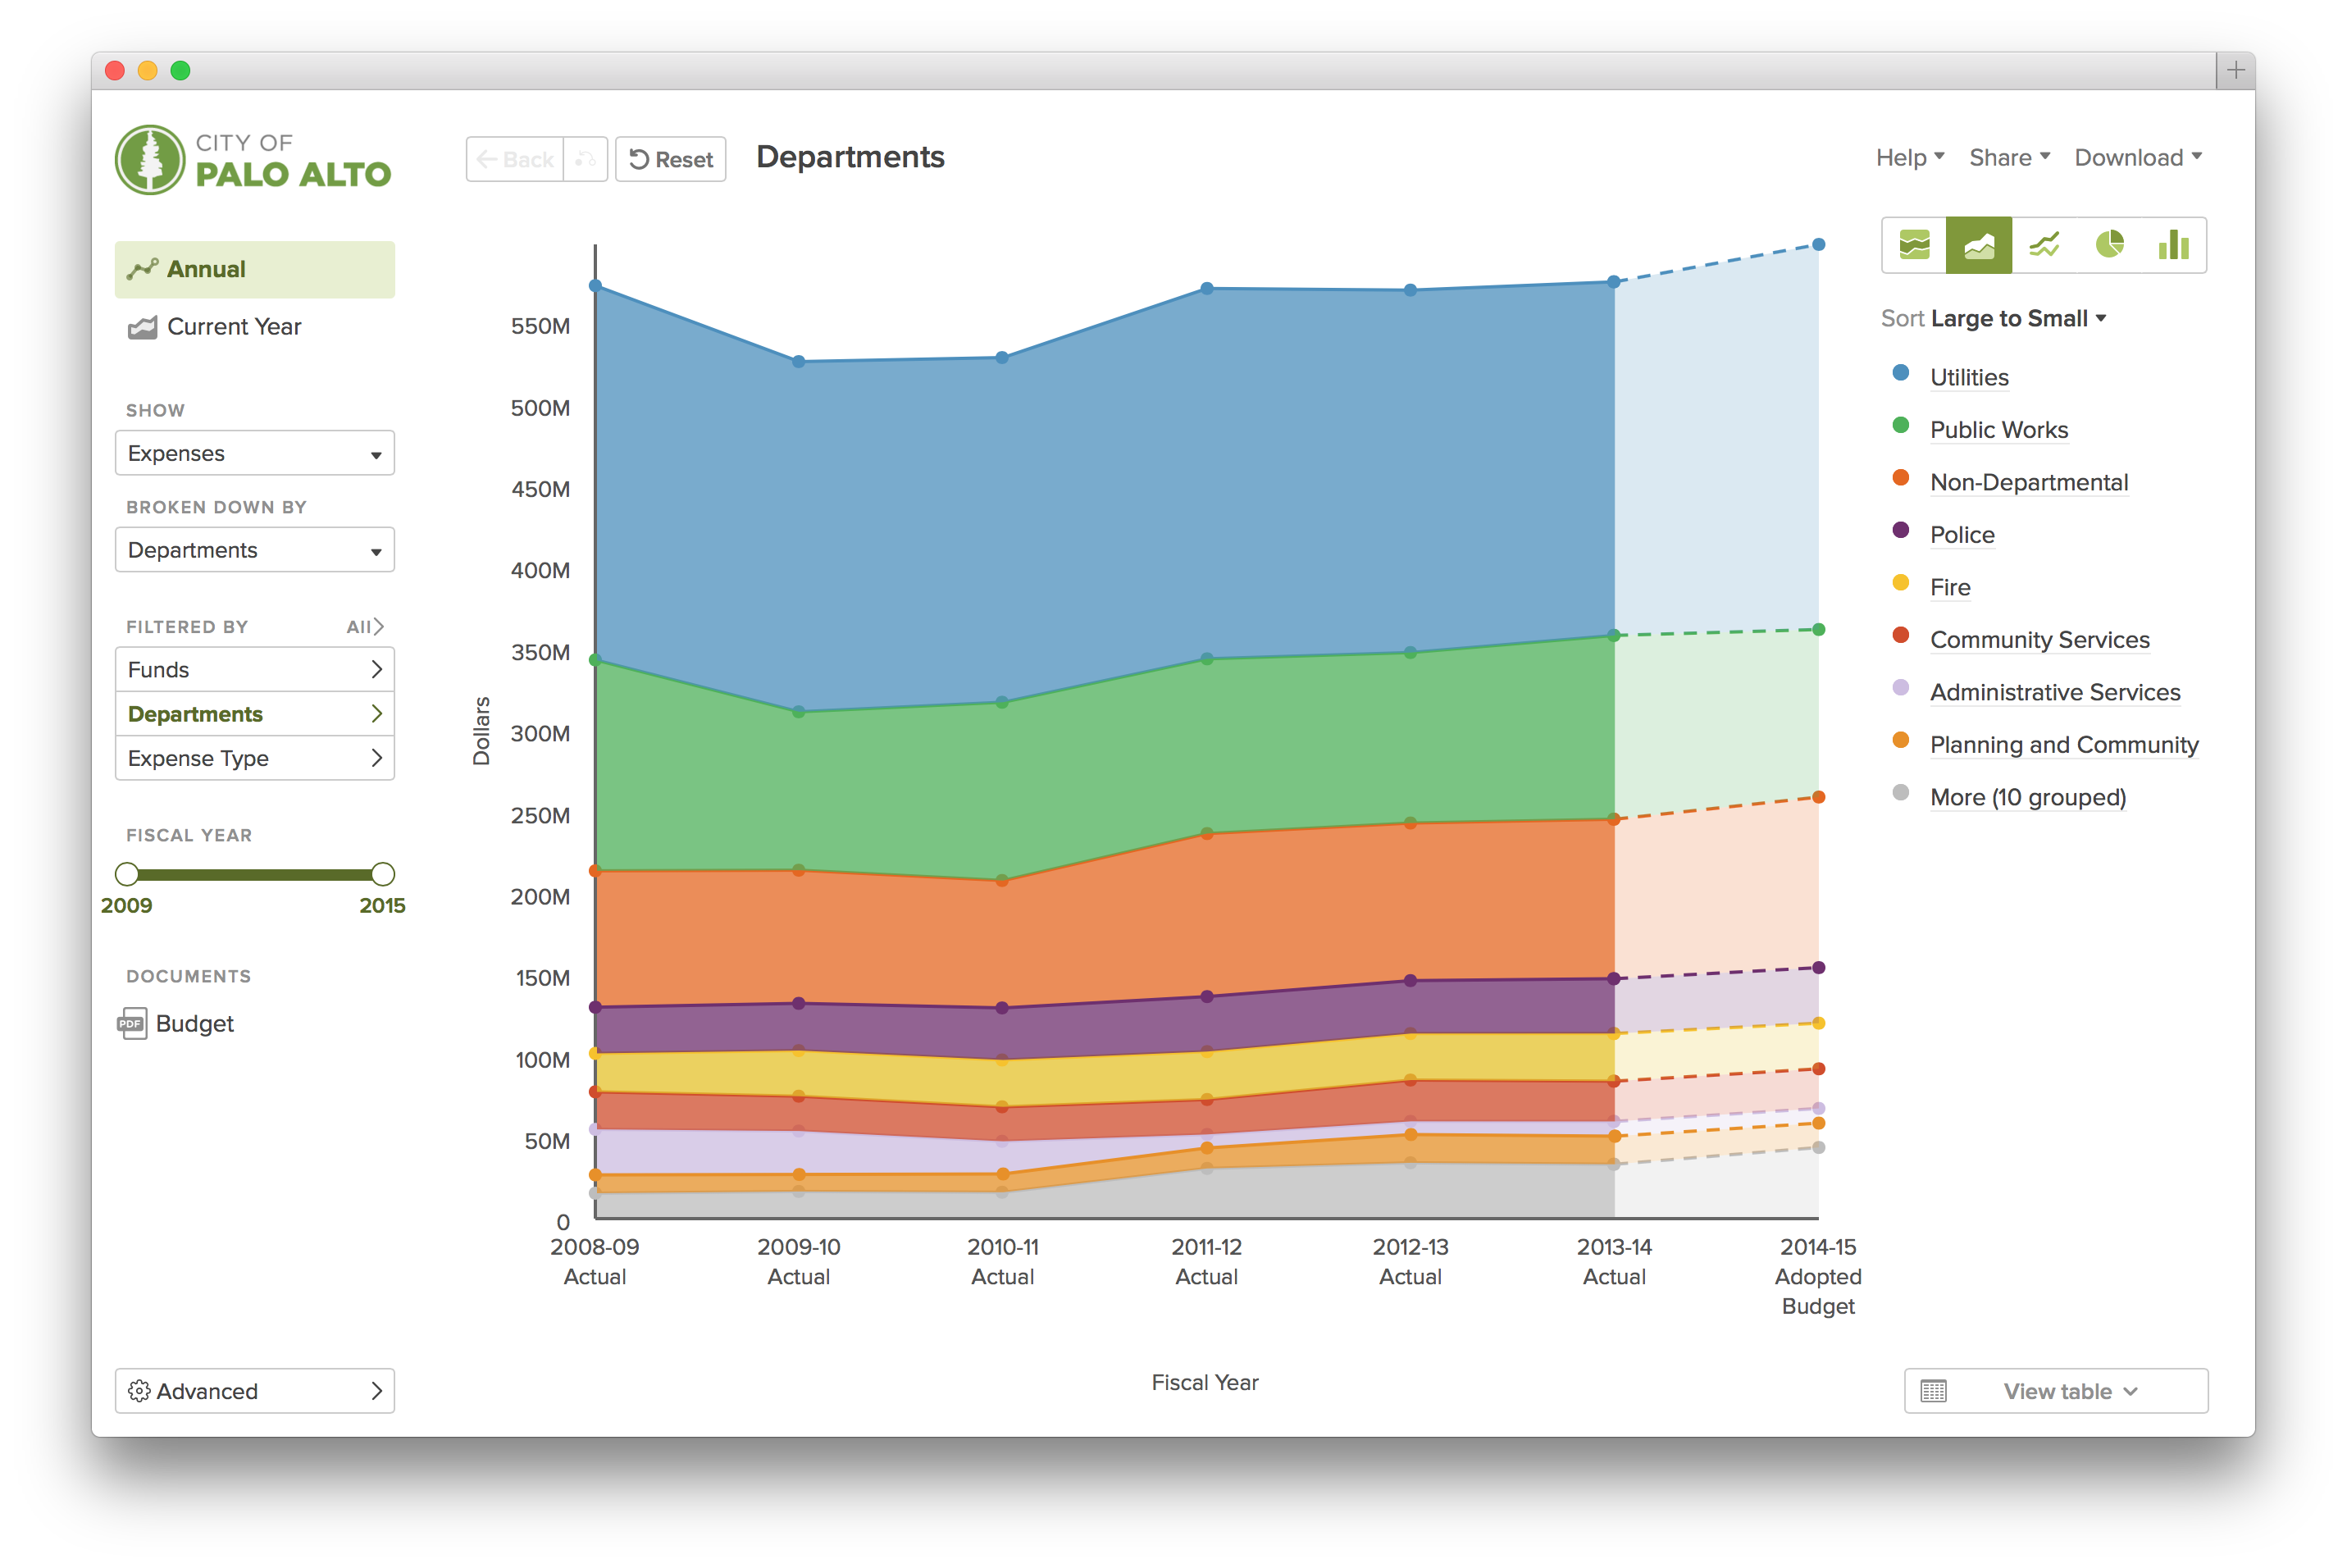 CITY OF
PALO ALTO
Back
Reset
Departments
Help
Share
Download
Annual
Current Year
SHOW
Expenses
BROKEN DOWN BY
Departments
FILTERED BY
All
Funds
Departments
Expense Type
FISCAL YEAR
2009
2015
DOCUMENTS
PDF
Budget
Advanced
Dollars
550M
500M
450M
400M
350M
300M
250M
200M
150M
100M
50M
0
2008-09
Actual
2009-10
Actual
2010-11
Actual
2011-12
Actual
2012-13
Actual
2013-14
Actual
2014-15
Adopted
Budget
Fiscal Year
Sort Large to Small
Utilities
Public Works
Non-Departmental
Police
Fire
Community Services
Administrative Services
Planning and Community
More (10 grouped)
View table